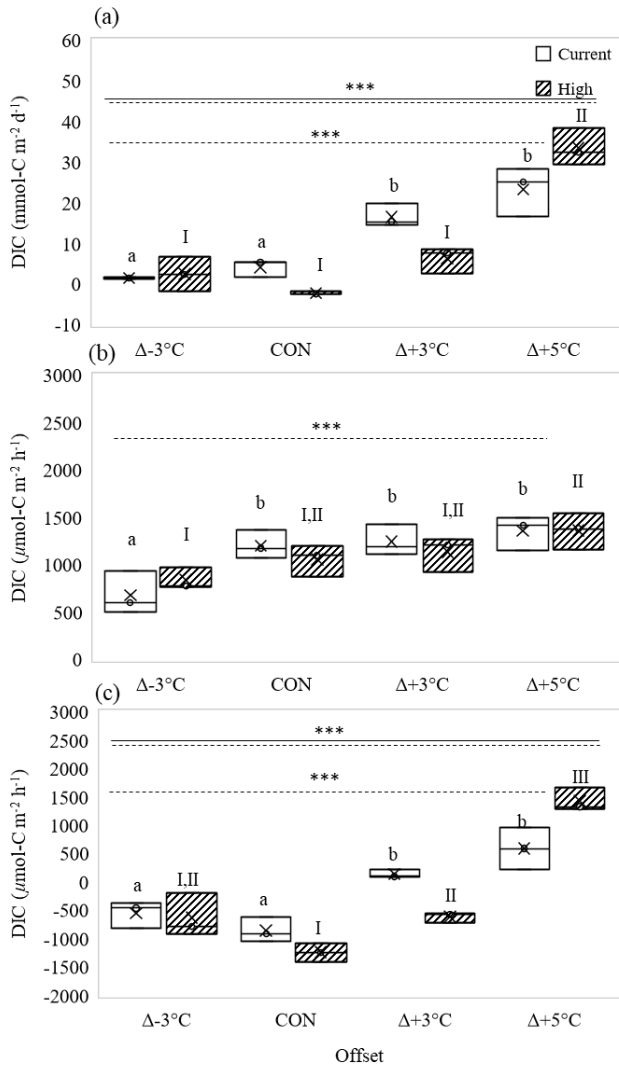 (a)
60
50
40
30
20
10
0
-10
DIC (mmol-C m⁻² d⁻¹)
Current
High
***
***
a
I
a
I
b
I
b
II
Δ-3°C
CON
Δ+3°C
Δ+5°C
(b)
3000
2500
2000
1500
1000
500
0
DIC (µmol-C m⁻² h⁻¹)
***
a
I
b
I,II
b
I,II
b
II
Δ-3°C
CON
Δ+3°C
Δ+5°C
(c)
3000
2500
2000
1500
1000
500
0
-500
-1000
-1500
-2000
DIC (µmol-C m⁻² h⁻¹)
***
***
a
I,II
a
I
b
II
b
III
Δ-3°C
CON
Δ+3°C
Δ+5°C
Offset